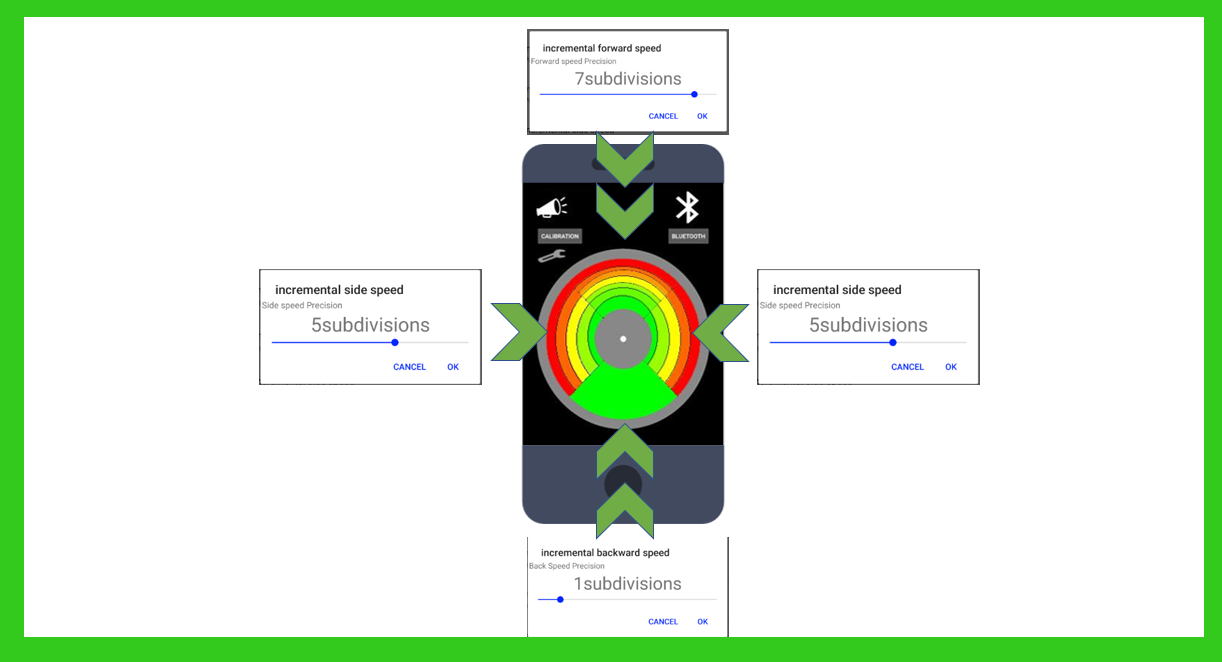 incremental forward speed
Forward speed Precision
7subdivisions
CANCEL OK
CALIBRATION
BLUETOOTH
incremental side speed
Side speed Precision
5subdivisions
CANCEL OK
incremental side speed
Side speed Precision
5subdivisions
CANCEL OK
incremental backward speed
Back Speed Precision
1subdivisions
CANCEL OK